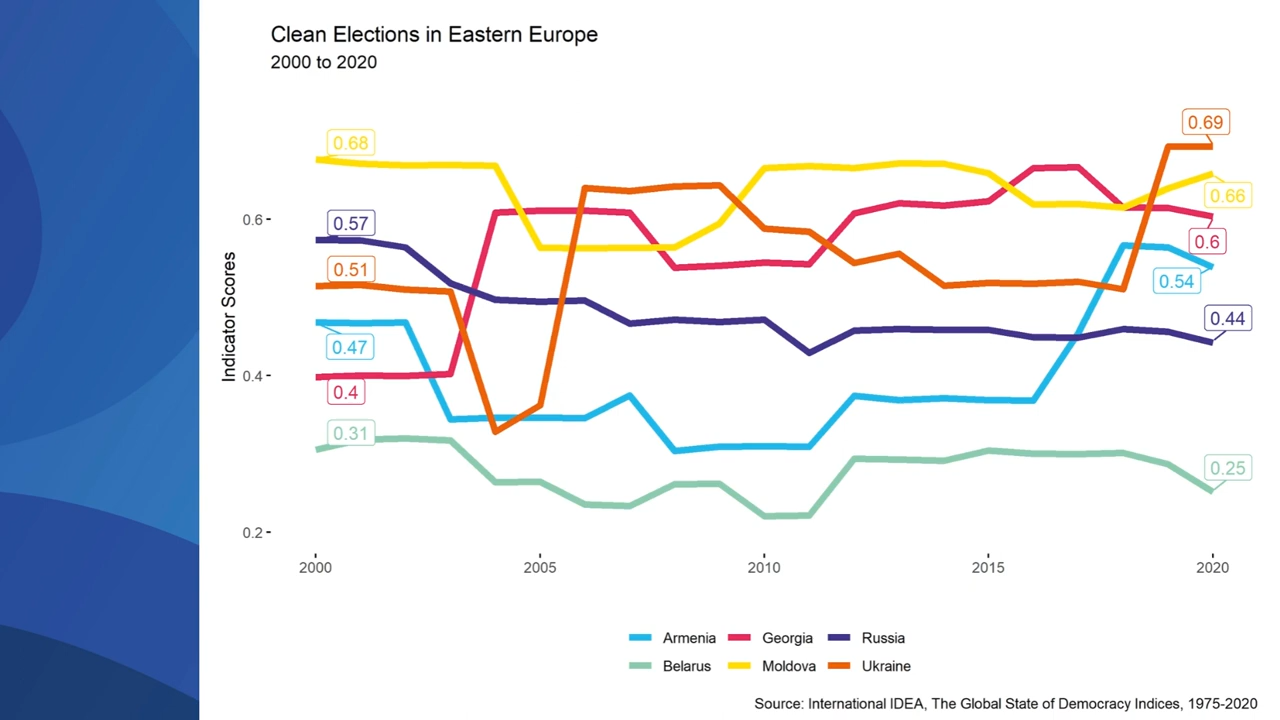 Clean Elections in Eastern Europe
2000 to 2020
0.69
0.68
0.66
0.6
0.57
0.6
0.51
0.54
0.47
0.44
0.4
0.4
0.31
0.25
0.2
Indicator Scores
2000 2005 2010 2015 2020
Armenia Georgia Russia
Belarus Moldova Ukraine
Source: International IDEA, The Global State of Democracy Indices, 1975-2020